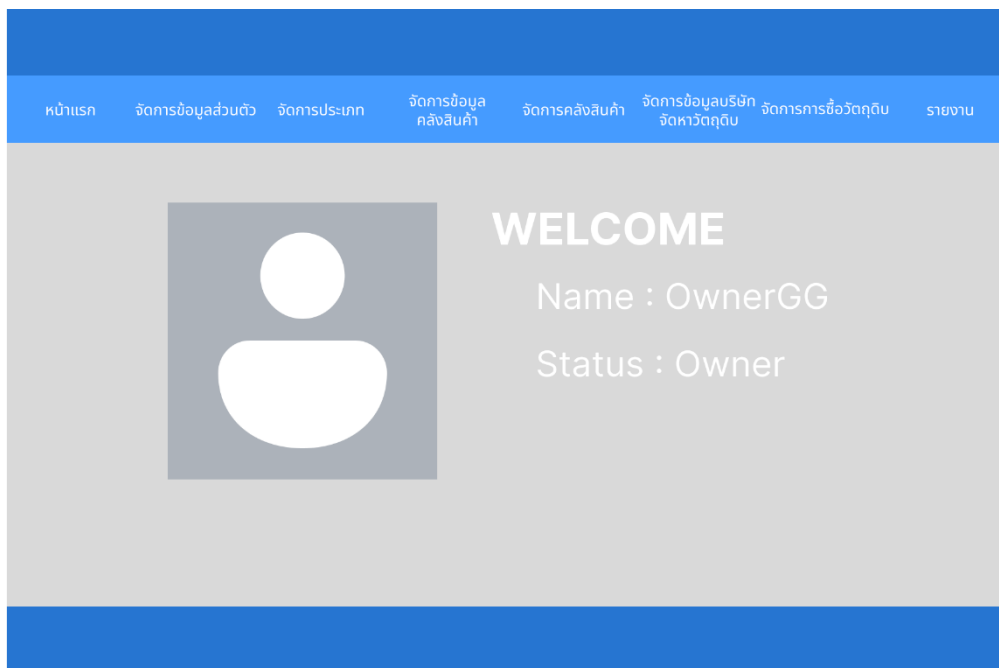 หน้าแรก
จัดการข้อมูลส่วนตัว
จัดการประเภท
จัดการข้อมูล
คลังสินค้า
จัดการคลังสินค้า
จัดการข้อมูลบริษัท
จัดหาวัตถุดิบ
จัดการการซื้อวัตถุดิบ
รายงาน
WELCOME
Name : OwnerGG
Status : Owner